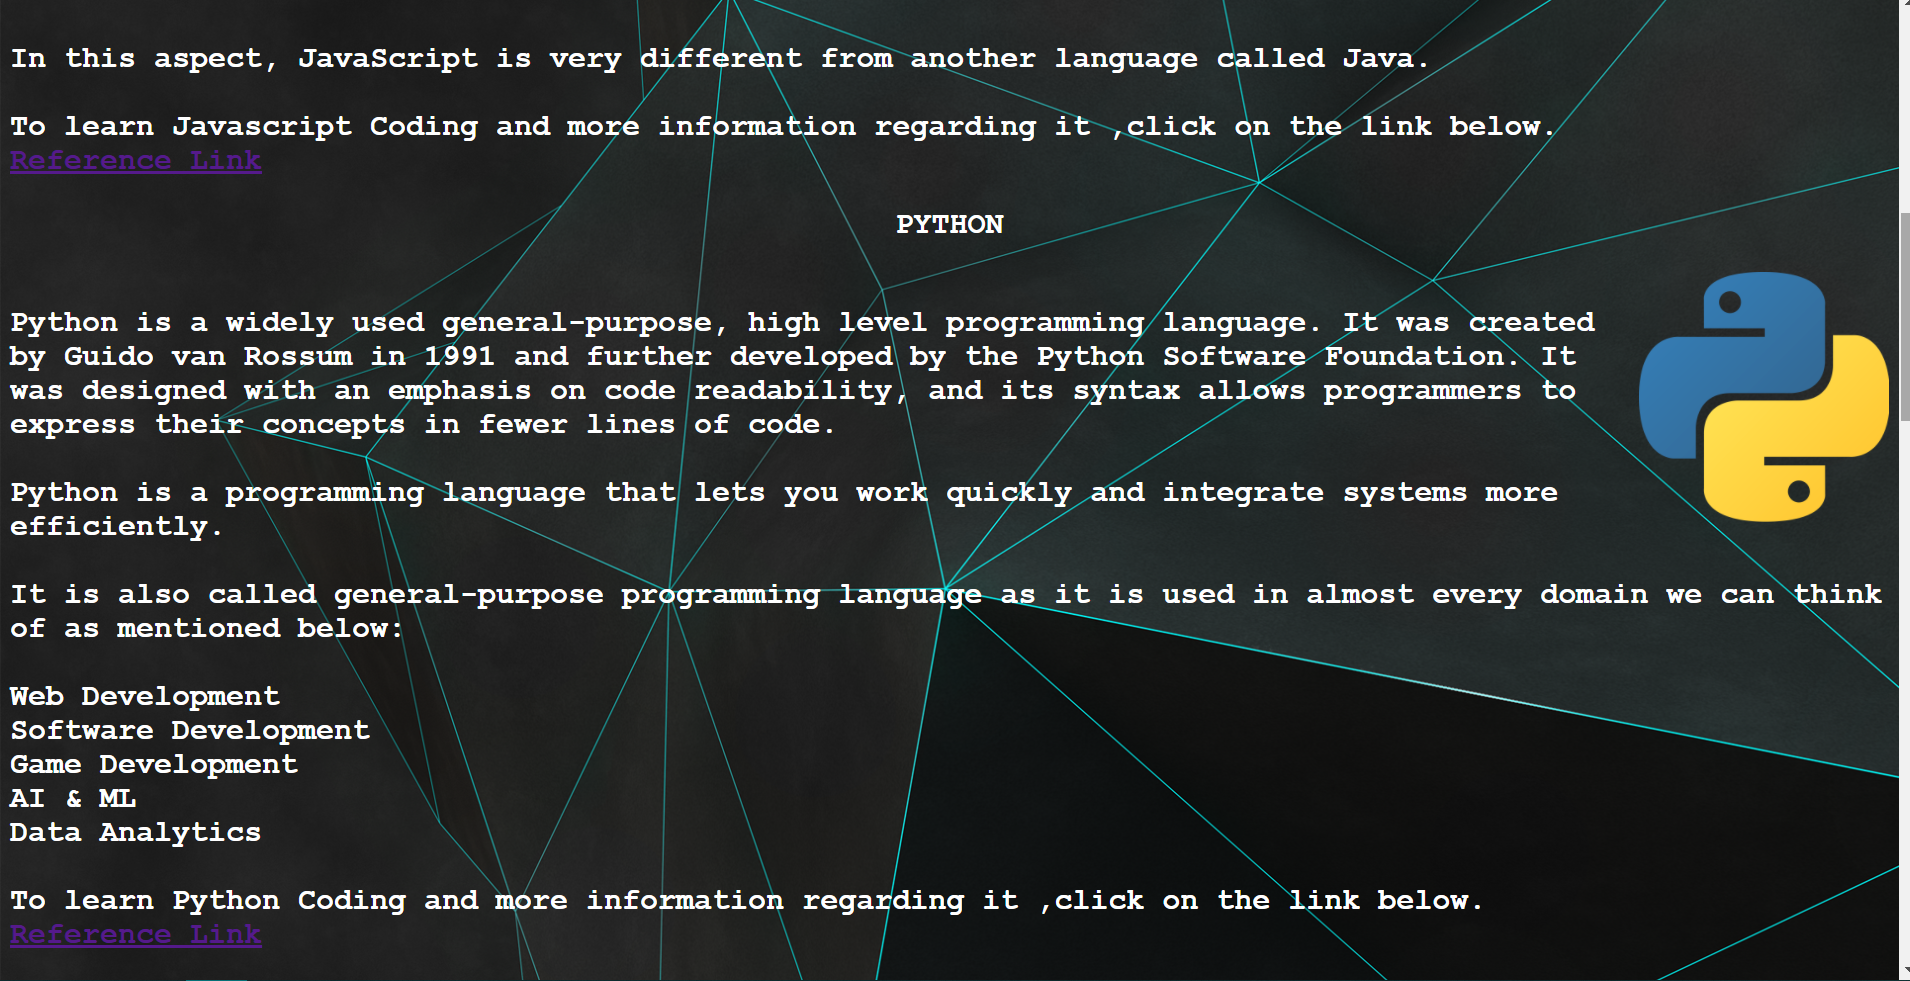 In this aspect, JavaScript is very different from another language called Java.
To learn Javascript Coding and more information regarding it ,click on the link below.
Reference Link
PYTHON
Python is a widely used general-purpose, high level programming language. It was created
by Guido van Rossum in 1991 and further developed by the Python Software Foundation. It
was designed with an emphasis on code readability, and its syntax allows programmers to
express their concepts in fewer lines of code.
Python is a programming language that lets you work quickly and integrate systems more
efficiently.
It is also called general-purpose programming language as it is used in almost every domain we can think
of as mentioned below:
Web Development
Software Development
Game Development
AI & ML
Data Analytics
To learn Python Coding and more information regarding it ,click on the link below.
Reference Link